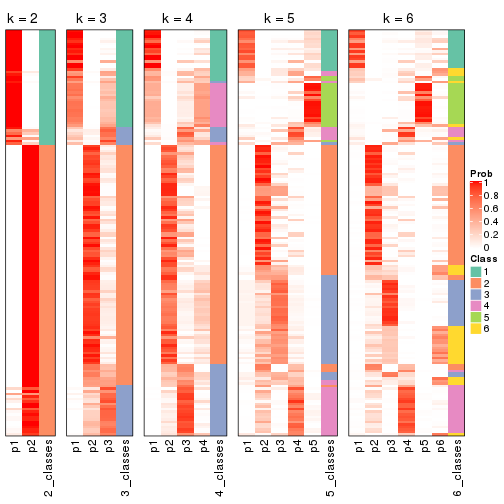 k = 2
k = 3
k = 4
k = 5
k = 6
p1
p2
2_classes
p1
p2
p3
3_classes
p1
p2
p3
p4
4_classes
p1
p2
p3
p4
p5
5_classes
p1
p2
p3
p4
p5
p6
6_classes
Prob
1
0.8
0.6
0.4
0.2
0
Class
1
2
3
4
5
6